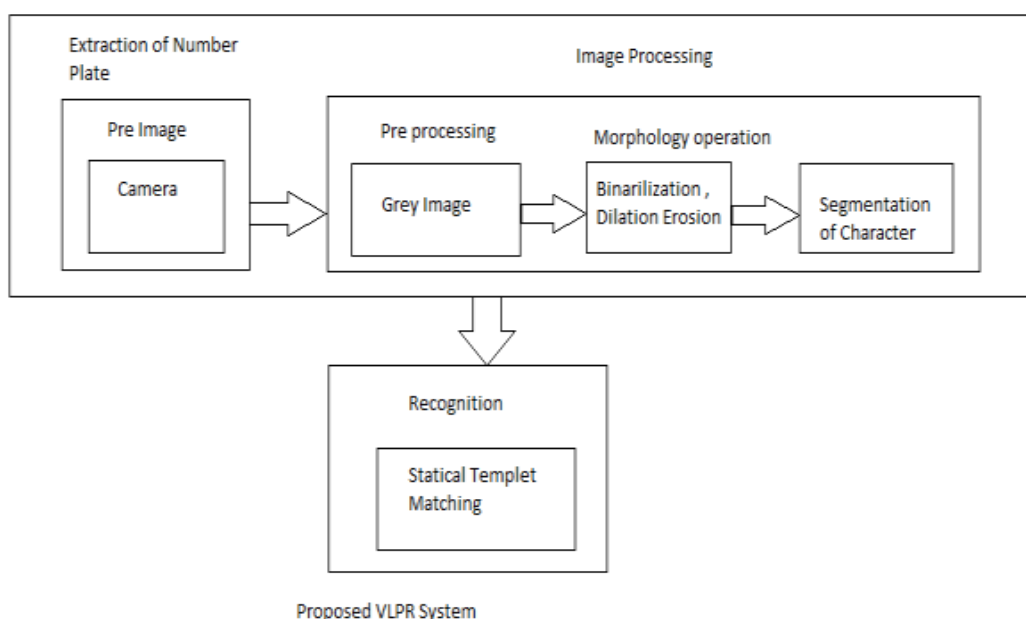 Extraction of Number
Plate
Image Processing
Pre Image
Camera
Pre processing
Grey Image
Morphology operation
Binarilization ,
Dilation Erosion
Segmentation
of Character
Recognition
Statical Templet
Matching
Proposed VLPR System